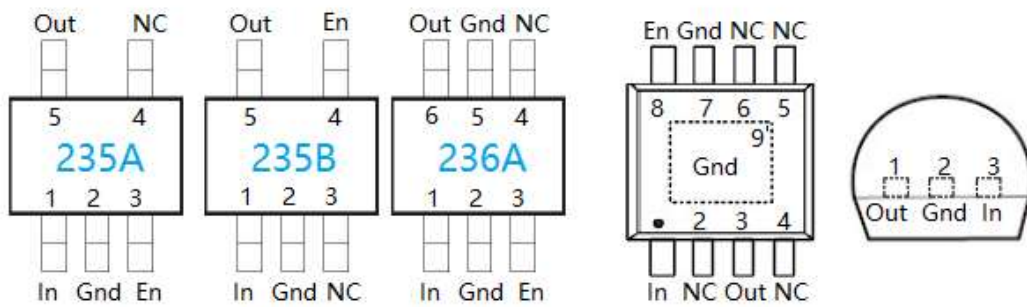 Out NC
5 4
235A
1 2 3
In Gnd En
Out En
5 4
235B
1 2 3
In Gnd NC
Out Gnd NC
6 5 4
236A
1 2 3
In Gnd En
En Gnd NC NC
8 7 6 5
9'
Gnd
2 3 4
In NC Out NC
1 2 3
Out Gnd In